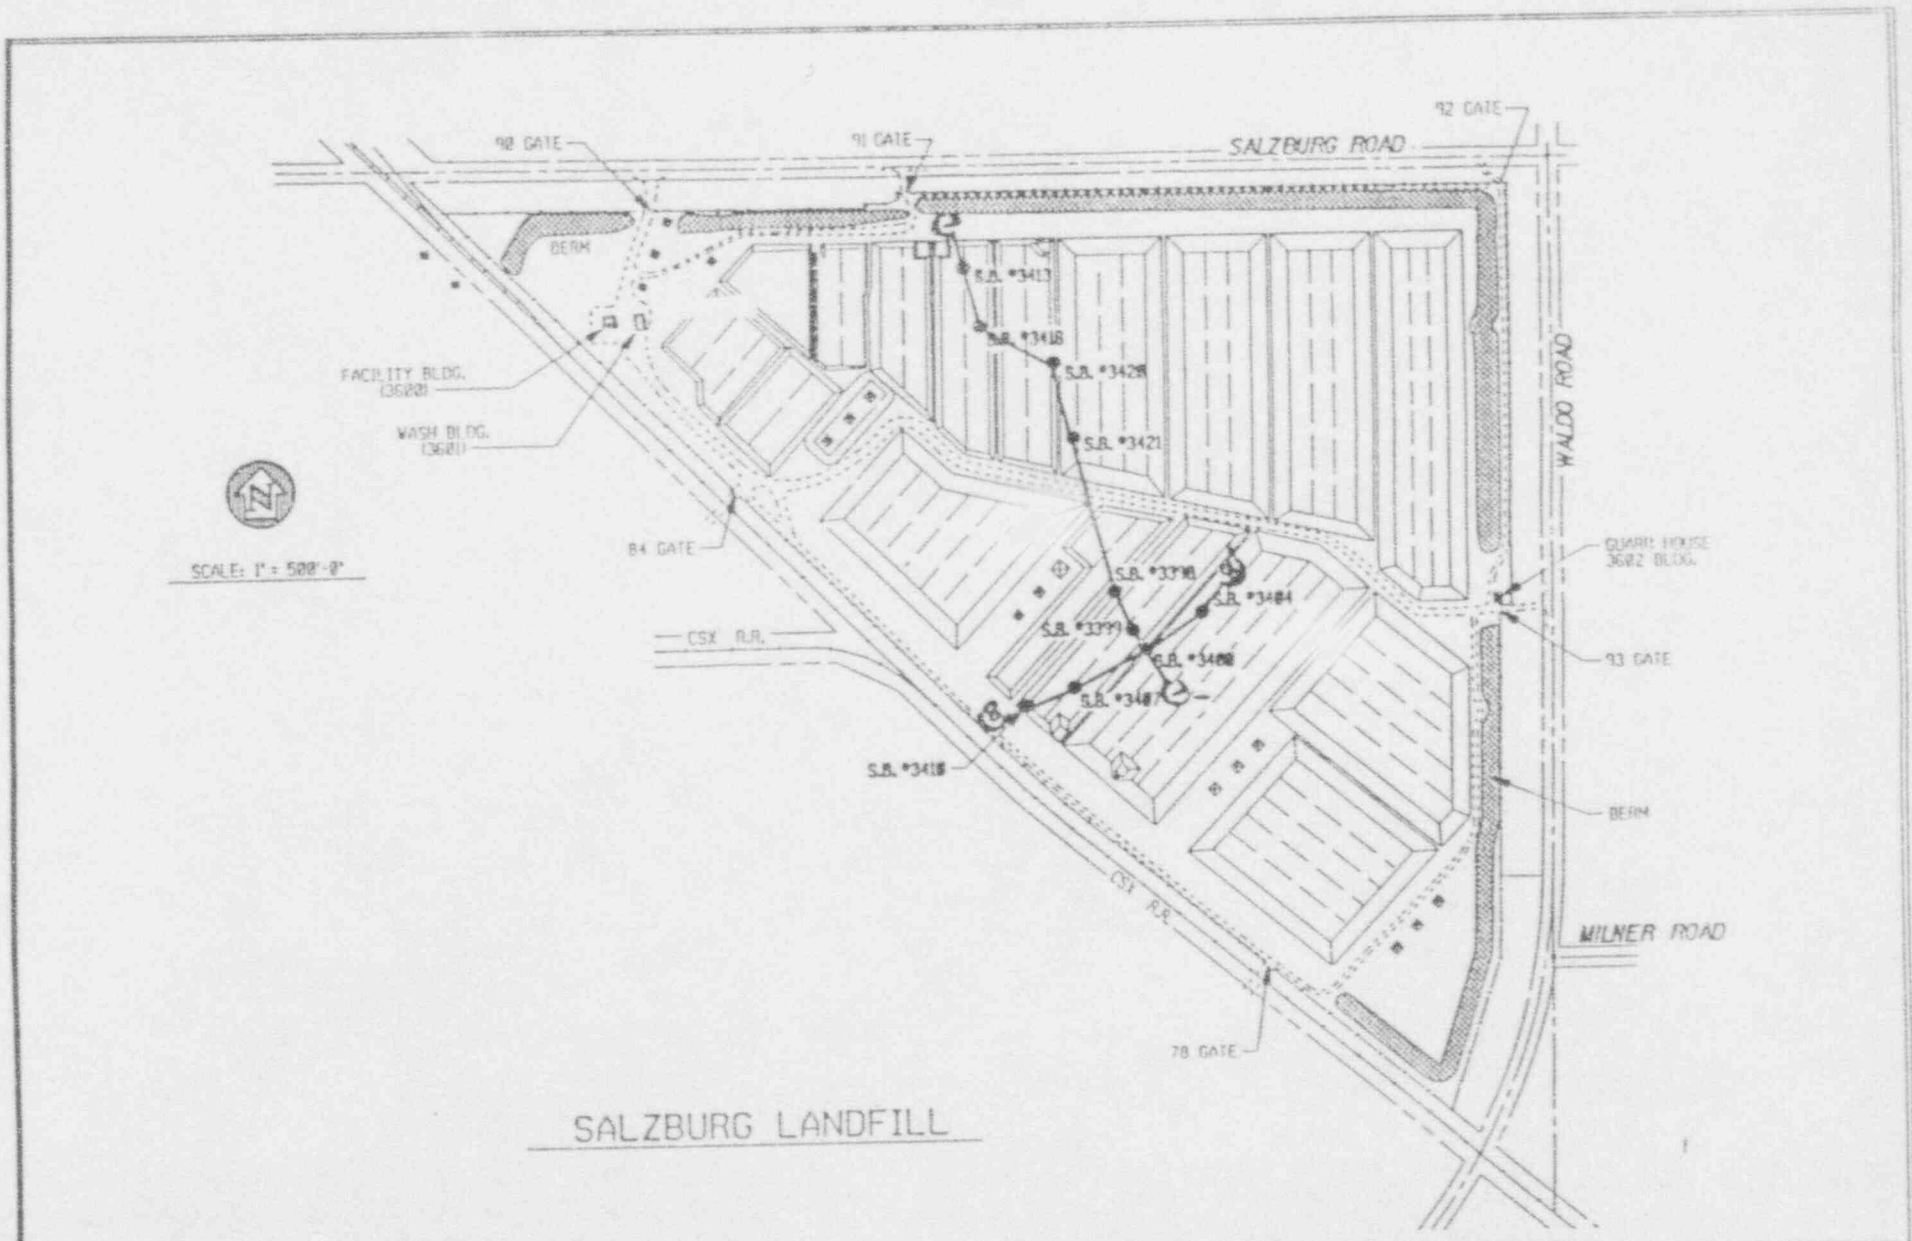 92 GATE
90 GATE
91 GATE
SALZBURG ROAD
BERM
S.B. #3413
S.B. #3418
FACILITY BLDG.
(3600)
S.B. #3420
WALDO ROAD
WASH BLDG.
(3601)
S.B. #3421
N
84 GATE
GUARD HOUSE
3602 BLDG.
SCALE: 1" = 500'-0"
S.B. #3398
S.B. #3404
S.B. #3399
CSX R.R.
S.B. #3400
93 GATE
S.B. #3407
S.B. #3410
BERM
CSX R.R.
MILNER ROAD
78 GATE
SALZBURG LANDFILL